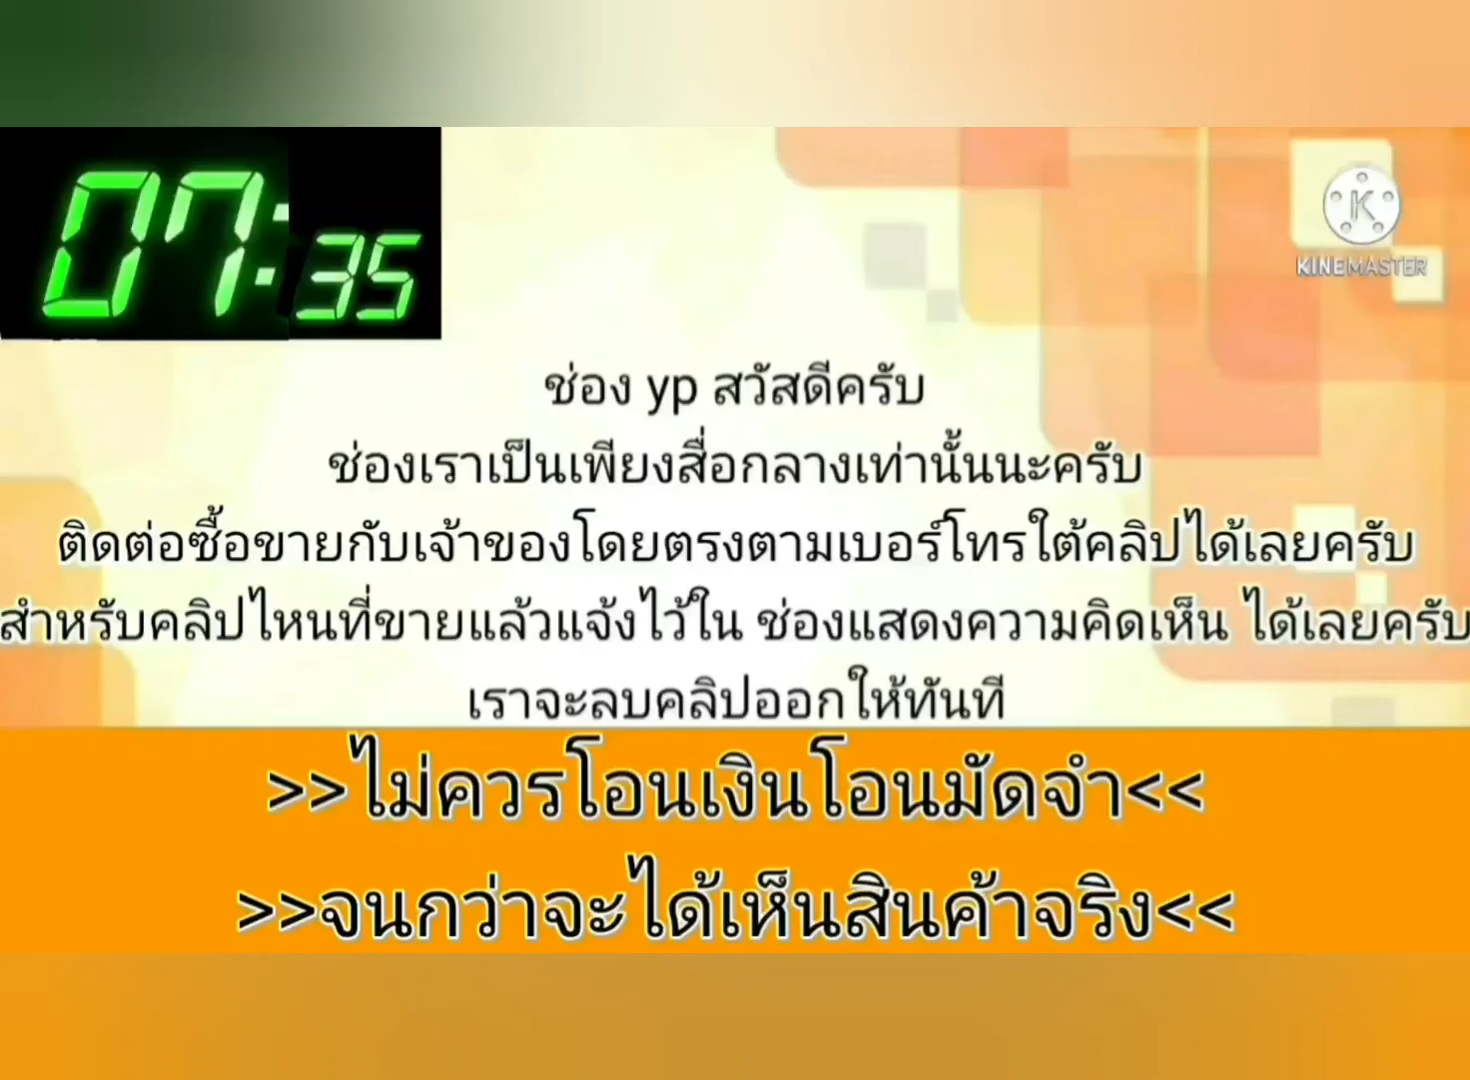 07:35
KINEMASTER
ช่อง yp สวัสดีครับ
ช่องเราเป็นเพียงสื่อกลางเท่านั้นนะครับ
ติดต่อซื้อขายกับเจ้าของโดยตรงตามเบอร์โทรใต้คลิปได้เลยครับ
สำหรับคลิปไหนที่ขายแล้วแจ้งไว้ใน ช่องแสดงความคิดเห็น ได้เลยครับ
เราจะลบคลิปออกให้ทันที
>>ไม่ควรโอนเงินโอนมัดจำ<<
>>จนกว่าจะได้เห็นสินค้าจริง<<